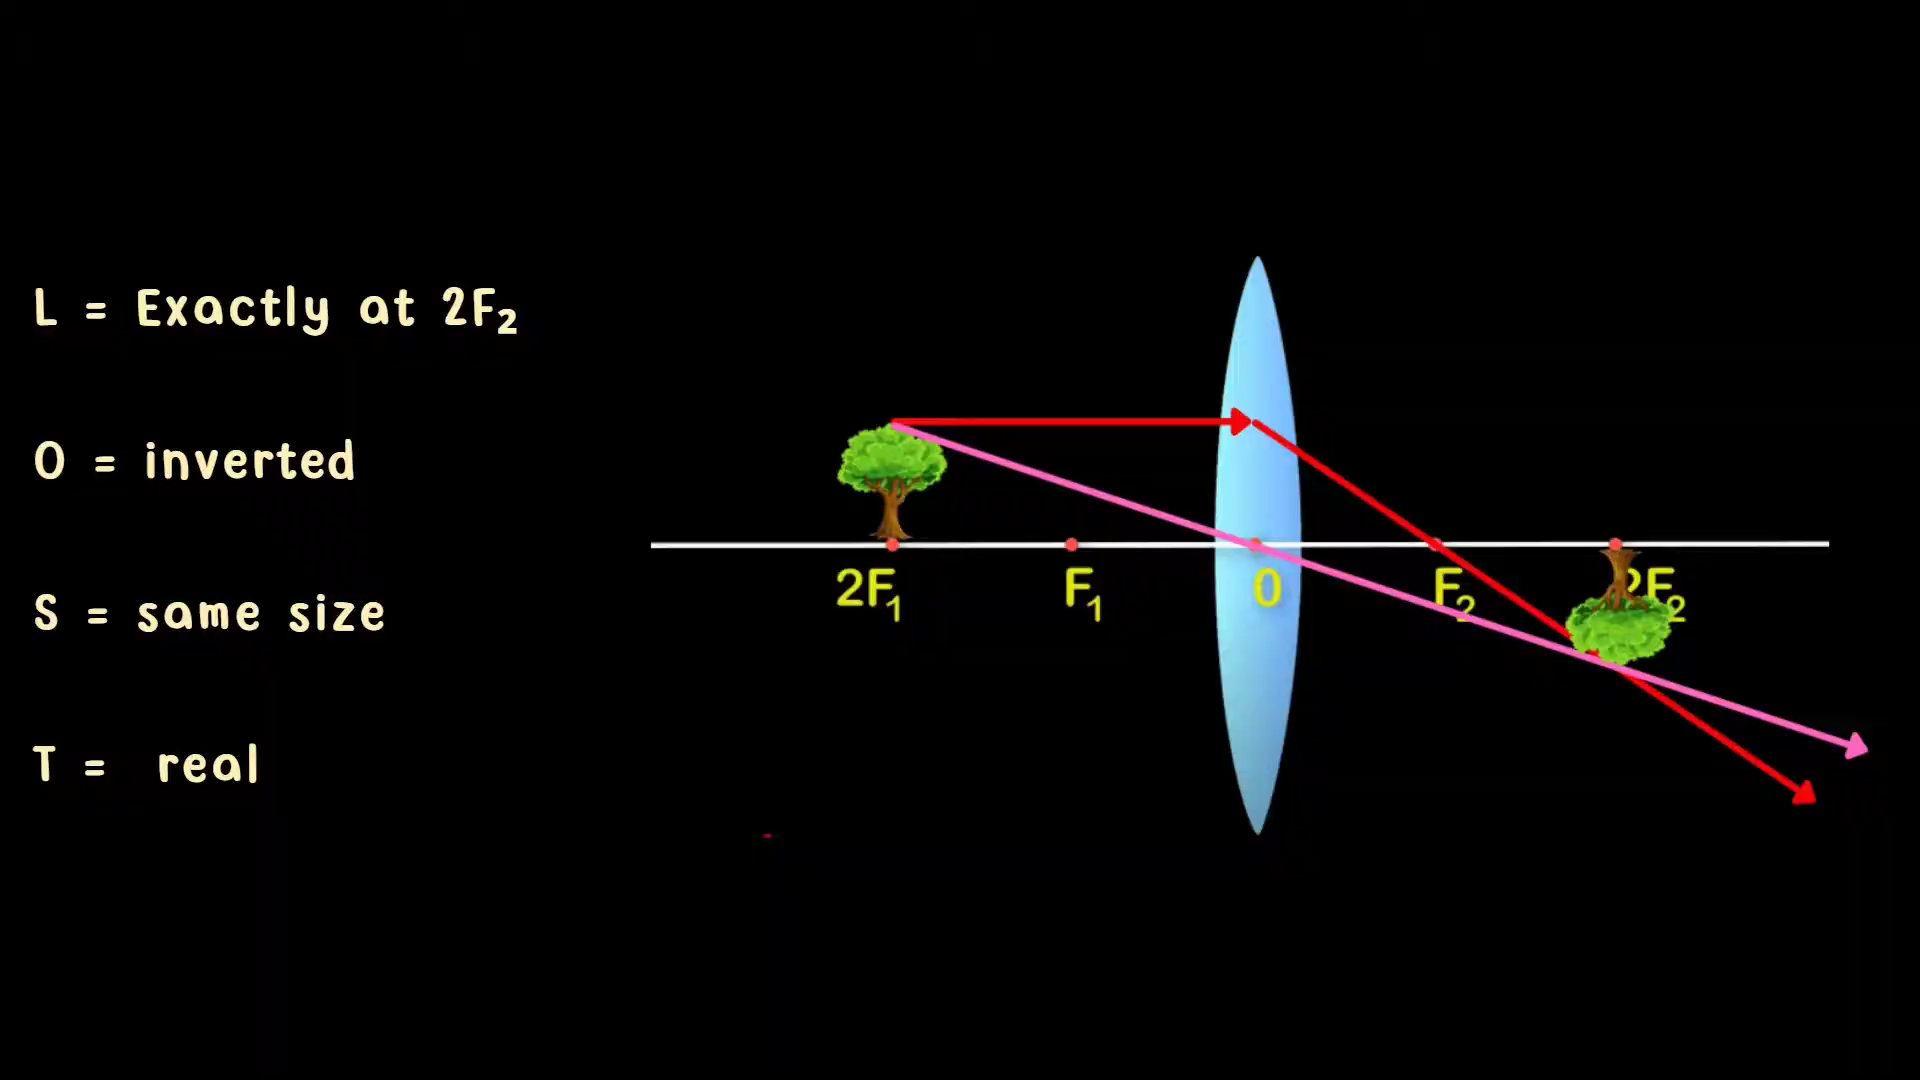 L = Exactly at 2F₂
O = inverted
S = same size
T = real
2F₁ F₁ O F₂ 2F₂